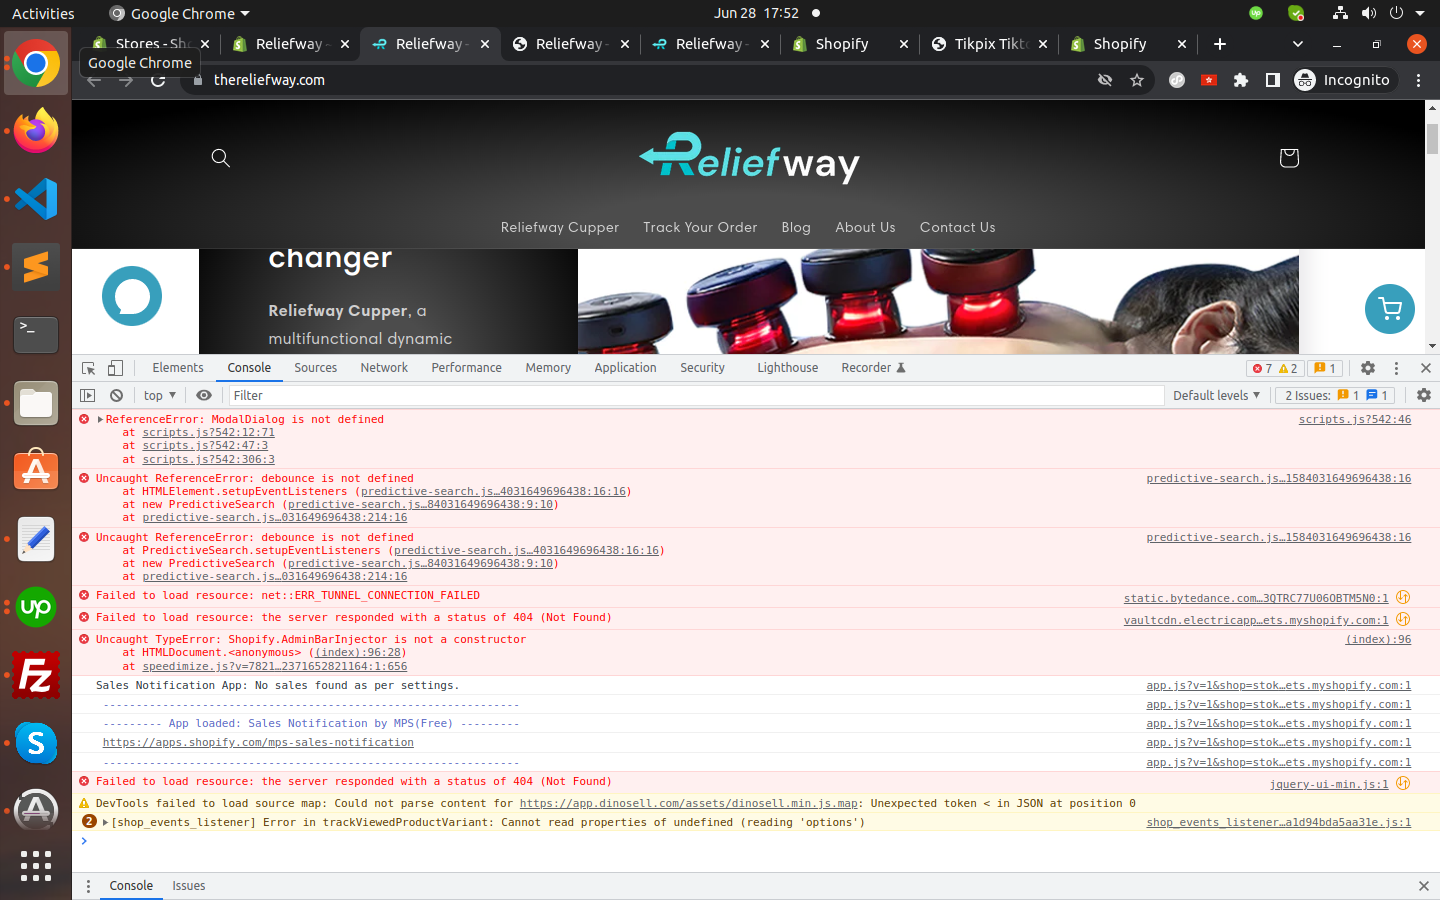 Activities
Google Chrome
Jun 28 17:52
Stores - Sh
Reliefway -
Reliefway -
Reliefway -
Reliefway -
Shopify
Tikpix Tikt
Shopify
Google Chrome
thereliefway.com
Incognito
Reliefway
Reliefway Cupper
Track Your Order
Blog
About Us
Contact Us
changer
Reliefway Cupper, a
multifunctional dynamic
Elements
Console
Sources
Network
Performance
Memory
Application
Security
Lighthouse
Recorder
7
2
1
top
Filter
Default levels
2 Issues:
1
1
ReferenceError: ModalDialog is not defined
scripts.js?542:46
at scripts.js?542:12:71
at scripts.js?542:47:3
at scripts.js?542:306:3
Uncaught ReferenceError: debounce is not defined
predictive-search.js…1584031649696438:16
at HTMLElement.setupEventListeners (predictive-search.js…4031649696438:16:16)
at new PredictiveSearch (predictive-search.js…84031649696438:9:10)
at predictive-search.js…031649696438:214:16
Uncaught ReferenceError: debounce is not defined
predictive-search.js…1584031649696438:16
at PredictiveSearch.setupEventListeners (predictive-search.js…4031649696438:16:16)
at new PredictiveSearch (predictive-search.js…84031649696438:9:10)
at predictive-search.js…031649696438:214:16
Failed to load resource: net::ERR_TUNNEL_CONNECTION_FAILED
static.bytedance.com…3QTRC77U06OBTM5N0:1
Failed to load resource: the server responded with a status of 404 (Not Found)
vaultcdn.electricapp…ets.myshopify.com:1
Uncaught TypeError: Shopify.AdminBarInjector is not a constructor
(index):96
at HTMLDocument.<anonymous> ((index):96:28)
at speedimize.js?v=7821…2371652821164:1:656
Sales Notification App: No sales found as per settings.
app.js?v=1&shop=stok…ets.myshopify.com:1
---------------------------------------------------------------
app.js?v=1&shop=stok…ets.myshopify.com:1
--------- App loaded: Sales Notification by MPS(Free) ---------
app.js?v=1&shop=stok…ets.myshopify.com:1
https://apps.shopify.com/mps-sales-notification
app.js?v=1&shop=stok…ets.myshopify.com:1
---------------------------------------------------------------
app.js?v=1&shop=stok…ets.myshopify.com:1
Failed to load resource: the server responded with a status of 404 (Not Found)
jquery-ui-min.js:1
DevTools failed to load source map: Could not parse content for https://app.dinosell.com/assets/dinosell.min.js.map: Unexpected token < in JSON at position 0
2
[shop_events_listener] Error in trackViewedProductVariant: Cannot read properties of undefined (reading 'options')
shop_events_listener…a1d94bda5aa31e.js:1
Console
Issues